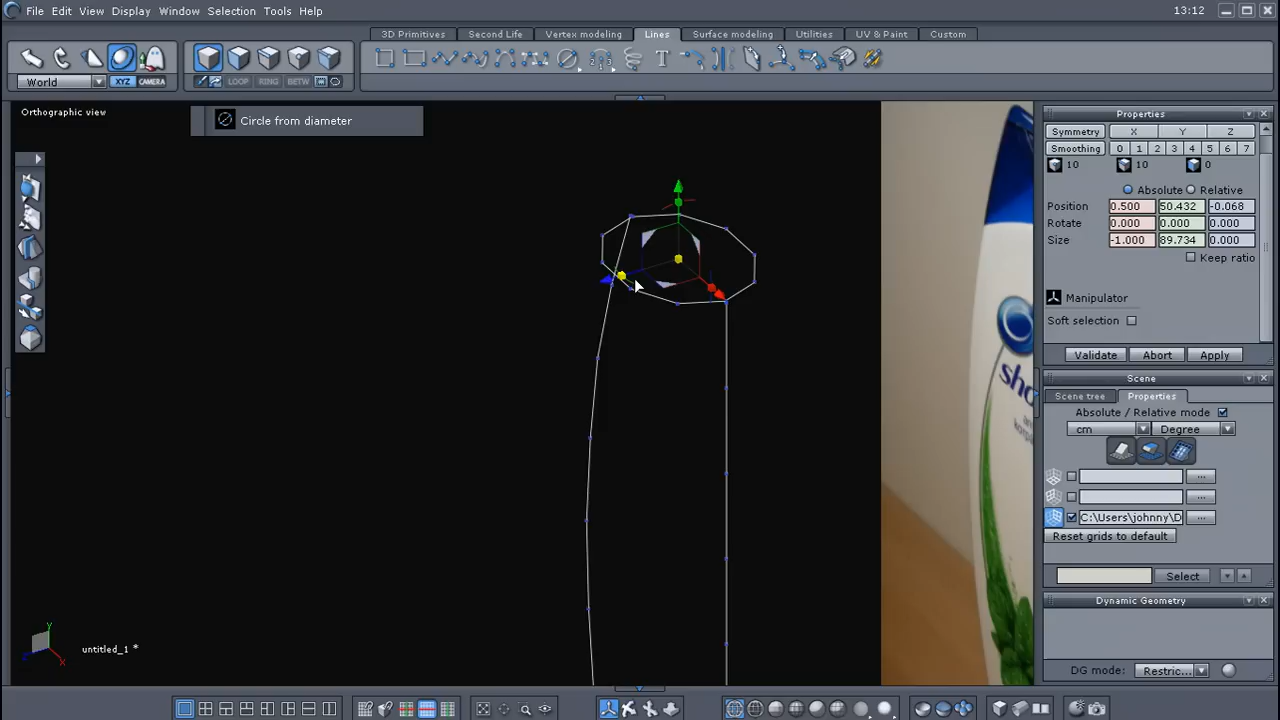 File Edit View Display Window Selection Tools Help
13:12
3D Primitives Second Life Vertex modeling Lines Surface modeling Utilities UV & Paint Custom
World
XYZ CAMERA
LOOP RING BETW
Orthographic view
Circle from diameter
Properties
Symmetry X Y Z
Smoothing 0 1 2 3 4 5 6 7
10 10 0
Absolute Relative
Position 0.500 50.432 -0.068
Rotate 0.000 0.000 0.000
Size -1.000 89.734 0.000
Keep ratio
Manipulator
Soft selection
Validate Abort Apply
Scene
Scene tree Properties
Absolute / Relative mode
cm Degree
...
...
C:\Users\johnny\D ...
Reset grids to default
Select
Dynamic Geometry
DG mode: Restric...
untitled_1 *
y
x
sho